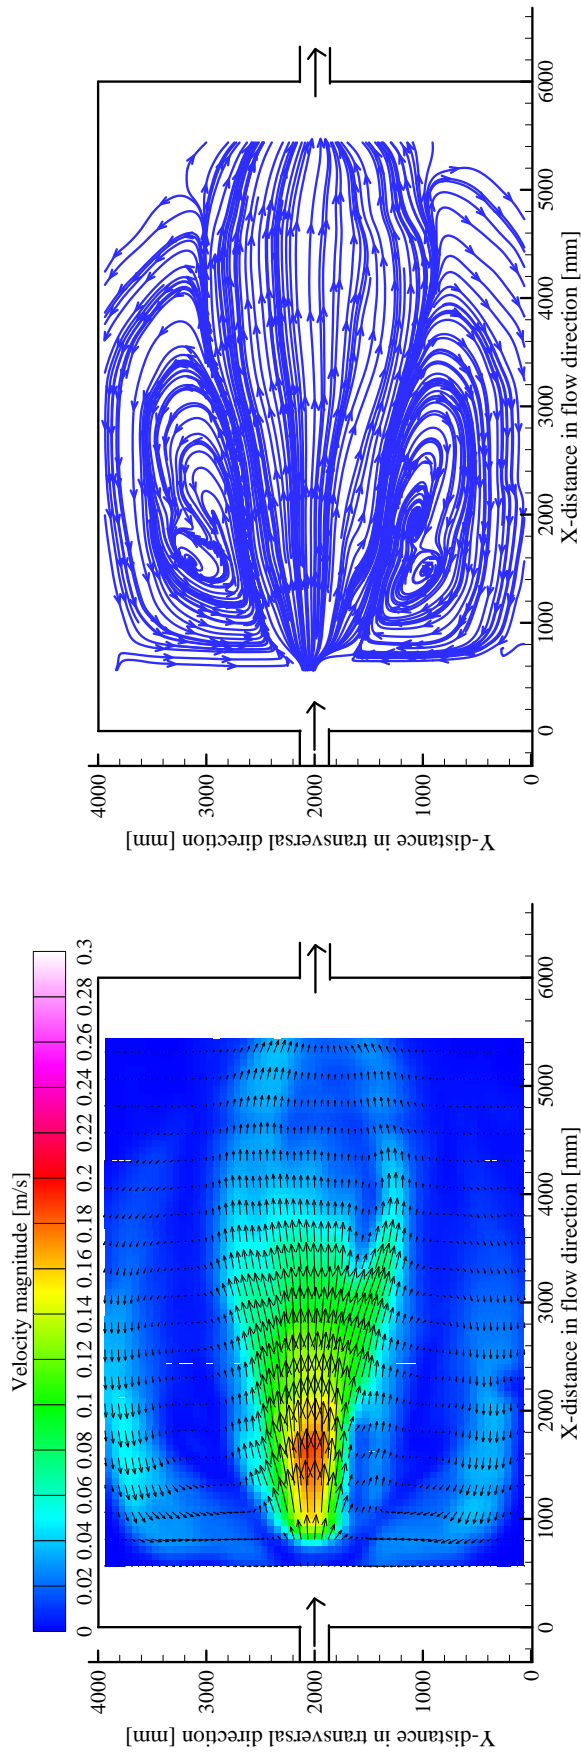 Velocity magnitude [m/s]
0 0.02 0.04 0.06 0.08 0.1 0.12 0.14 0.16 0.18 0.2 0.22 0.24 0.26 0.28 0.3
Y-distance in transversal direction [mm]
4000
3000
2000
1000
0
0 1000 2000 3000 4000 5000 6000
X-distance in flow direction [mm]
Y-distance in transversal direction [mm]
4000
3000
2000
1000
0
0 1000 2000 3000 4000 5000 6000
X-distance in flow direction [mm]